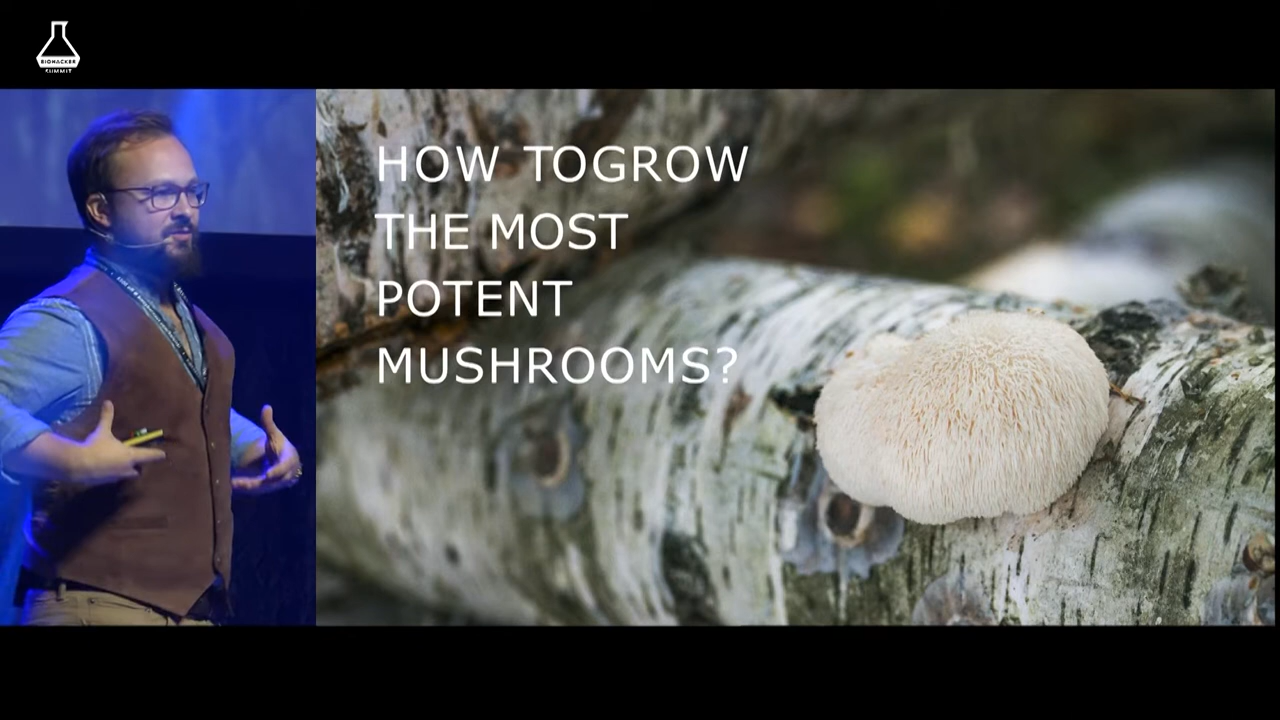 BIOHACKER
SUMMIT
HOW TOGROW
THE MOST
POTENT
MUSHROOMS?